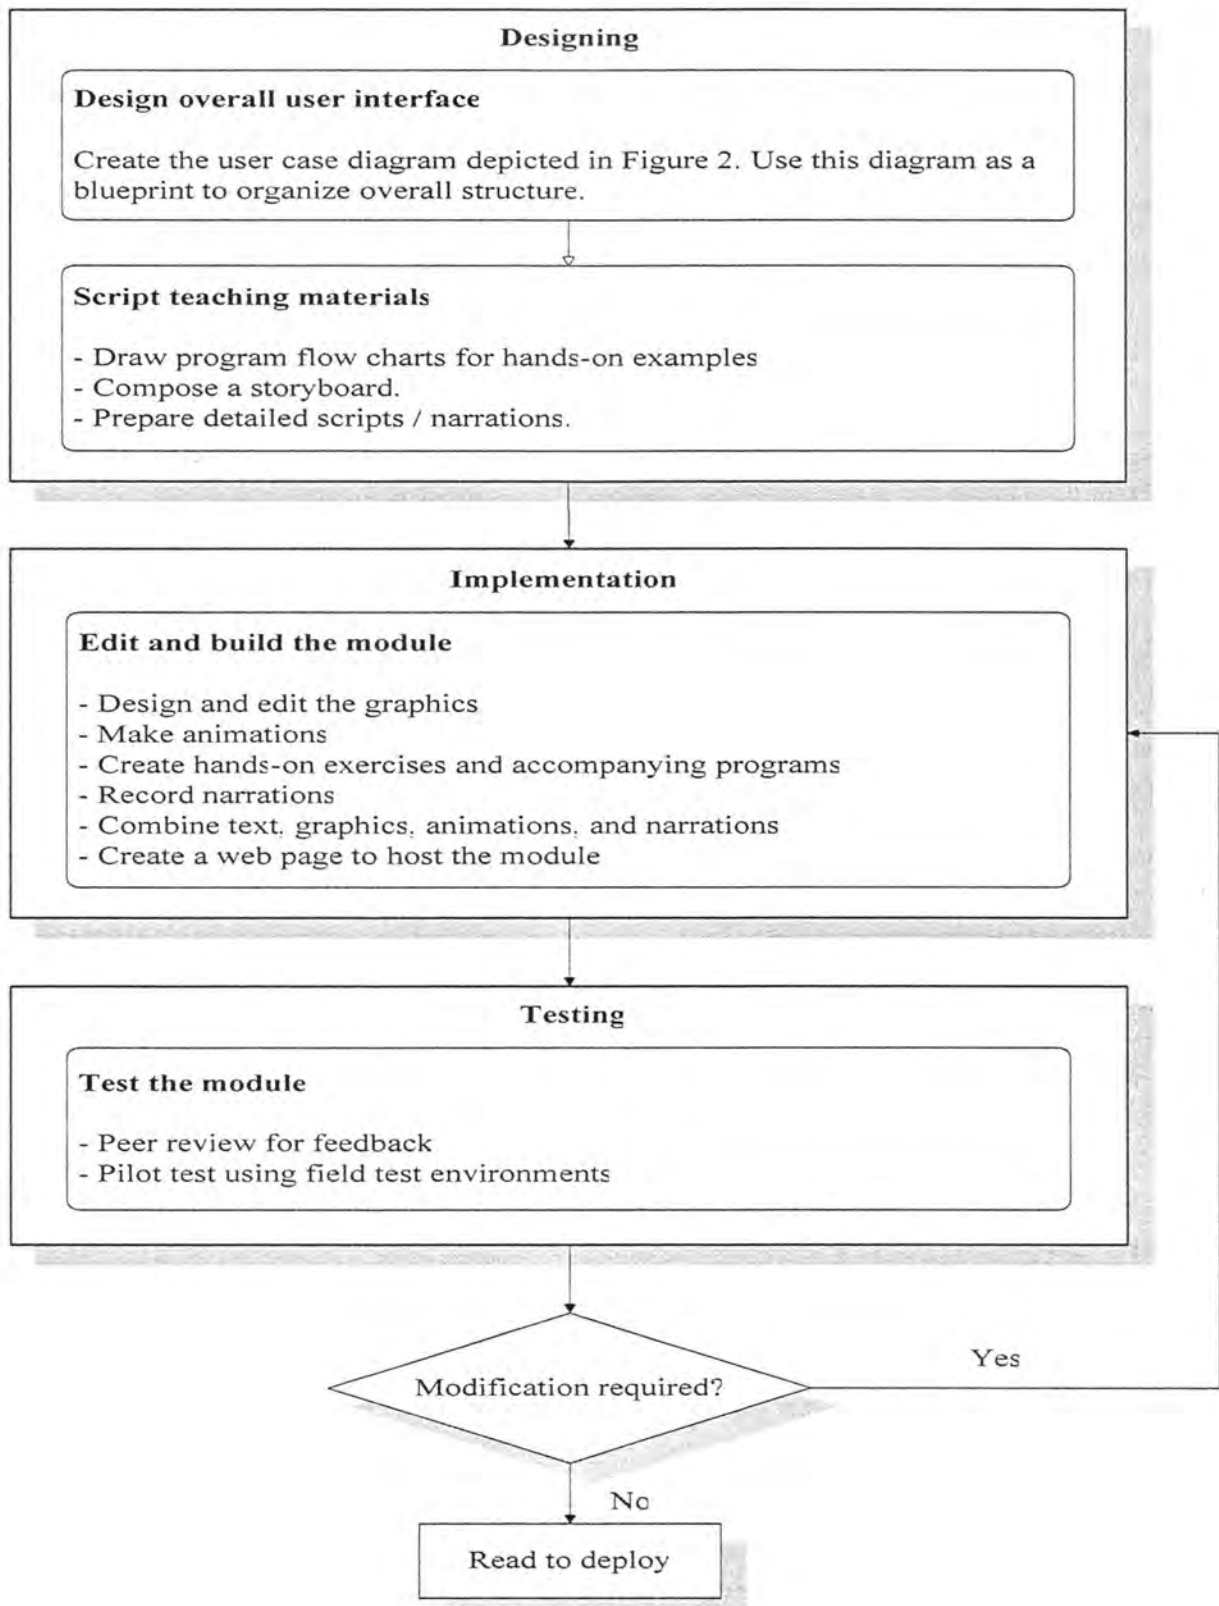 Designing
Design overall user interface
Create the user case diagram depicted in Figure 2. Use this diagram as a
blueprint to organize overall structure.
Script teaching materials
- Draw program flow charts for hands-on examples
- Compose a storyboard.
- Prepare detailed scripts / narrations.
Implementation
Edit and build the module
- Design and edit the graphics
- Make animations
- Create hands-on exercises and accompanying programs
- Record narrations
- Combine text, graphics, animations, and narrations
- Create a web page to host the module
Testing
Test the module
- Peer review for feedback
- Pilot test using field test environments
Modification required?
Yes
No
Read to deploy